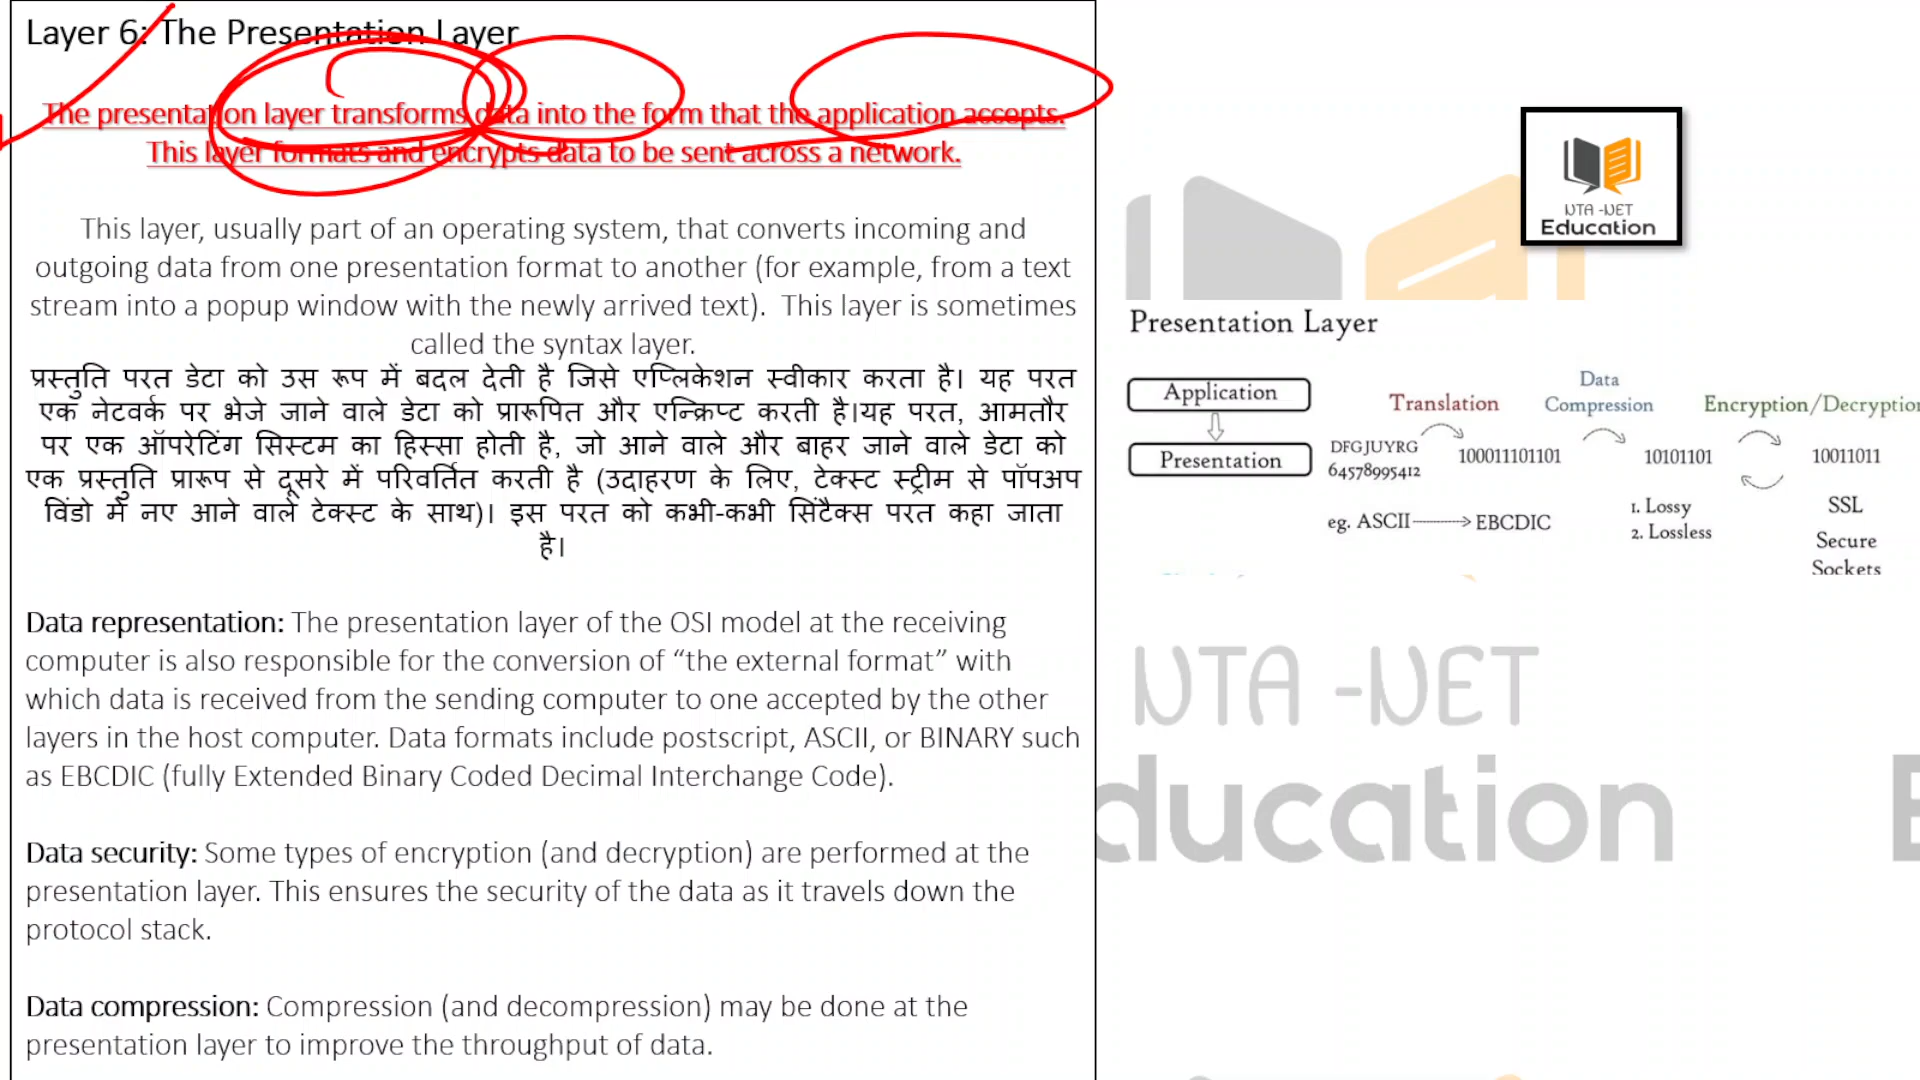 Layer 6: The Presentation Layer
The presentation layer transforms data into the form that the application accepts.
This layer formats and encrypts data to be sent across a network.
This layer, usually part of an operating system, that converts incoming and
outgoing data from one presentation format to another (for example, from a text
stream into a popup window with the newly arrived text). This layer is sometimes
called the syntax layer.
प्रस्तुति परत डेटा को उस रूप में बदल देती है जिसे एप्लिकेशन स्वीकार करता है। यह परत
एक नेटवर्क पर भेजे जाने वाले डेटा को प्रारूपित और एन्क्रिप्ट करती है।यह परत, आमतौर
पर एक ऑपरेटिंग सिस्टम का हिस्सा होती है, जो आने वाले और बाहर जाने वाले डेटा को
एक प्रस्तुति प्रारूप से दूसरे में परिवर्तित करती है (उदाहरण के लिए, टेक्स्ट स्ट्रीम से पॉपअप
विंडो में नए आने वाले टेक्स्ट के साथ)। इस परत को कभी-कभी सिंटैक्स परत कहा जाता
है।
Data representation: The presentation layer of the OSI model at the receiving
computer is also responsible for the conversion of “the external format” with
which data is received from the sending computer to one accepted by the other
layers in the host computer. Data formats include postscript, ASCII, or BINARY such
as EBCDIC (fully Extended Binary Coded Decimal Interchange Code).
Data security: Some types of encryption (and decryption) are performed at the
presentation layer. This ensures the security of the data as it travels down the
protocol stack.
Data compression: Compression (and decompression) may be done at the
presentation layer to improve the throughput of data.
NTA -NET
Education
Presentation Layer
Application
Presentation
Translation
DFGJUYRG
64578995412
100011101101
eg. ASCII EBCDIC
Data
Compression
10101101
1. Lossy
2. Lossless
Encryption/Decryption
10011011
SSL
Secure
Sockets
NTA -NET
ducation
E